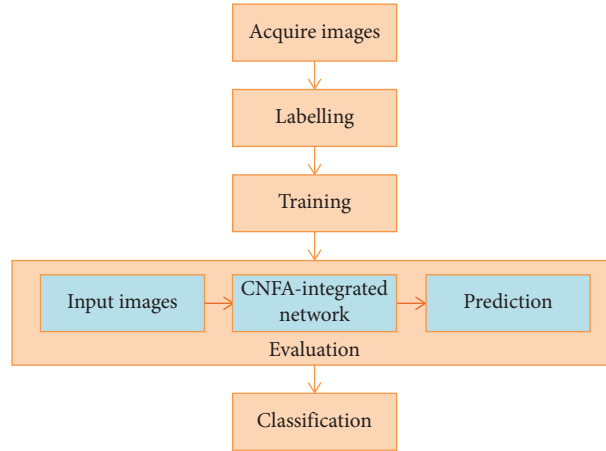 Acquire images
Labelling
Training
Input images
CNFA-integrated
network
Prediction
Evaluation
Classification